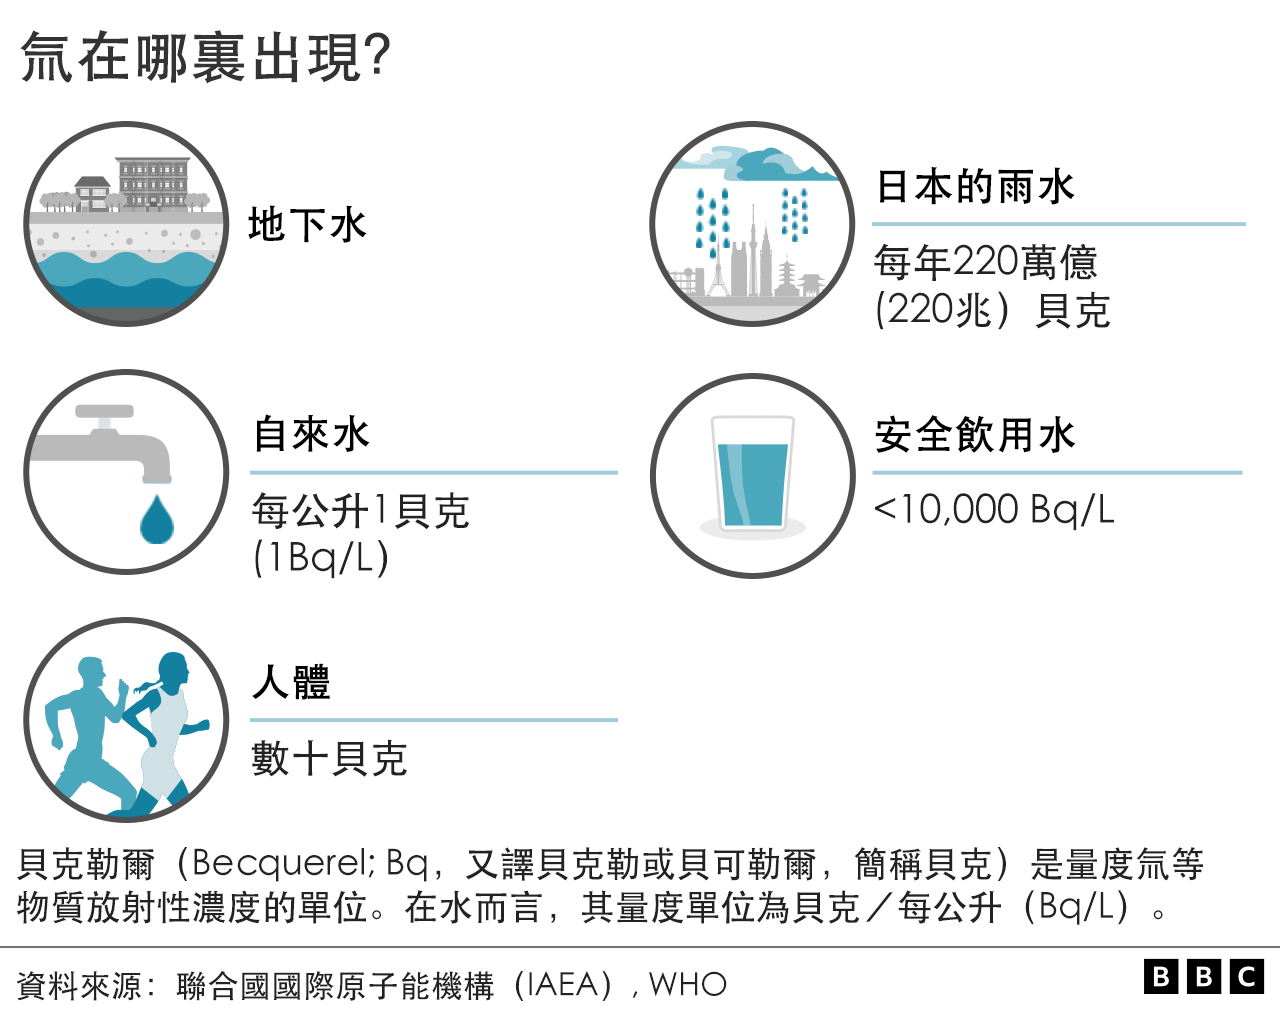 氚在哪裏出現?
地下水
日本的雨水
每年220萬億
(220兆）貝克
自來水
每公升1貝克
(1Bq/L)
安全飲用水
<10,000 Bq/L
人體
數十貝克
貝克勒爾（Becquerel; Bq，又譯貝克勒或貝可勒爾，簡稱貝克）是量度氚等
物質放射性濃度的單位。在水而言，其量度單位為貝克／每公升（Bq/L）。
資料來源：聯合國國際原子能機構（IAEA）, WHO
BBC